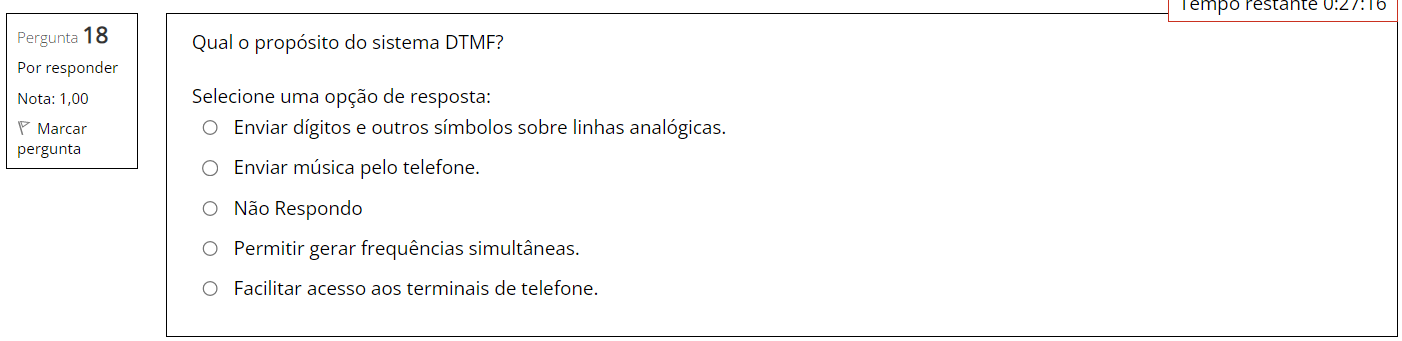 Tempo restante 0:27:16
Pergunta 18
Por responder
Nota: 1,00
Marcar
pergunta
Qual o propósito do sistema DTMF?
Selecione uma opção de resposta:
Enviar dígitos e outros símbolos sobre linhas analógicas.
Enviar música pelo telefone.
Não Respondo
Permitir gerar frequências simultâneas.
Facilitar acesso aos terminais de telefone.